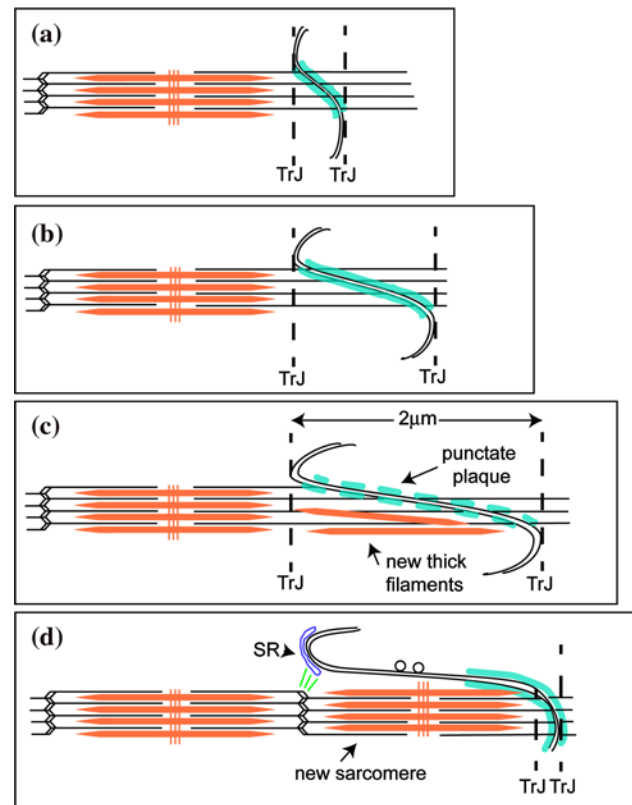 (a)
TrJ TrJ
(b)
TrJ TrJ
(c)
2μm
punctate
plaque
new thick
filaments
TrJ TrJ
(d)
SR
new sarcomere
TrJ TrJ